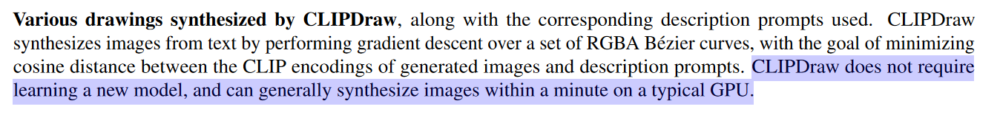 Various drawings synthesized by CLIPDraw, along with the corresponding description prompts used. CLIPDraw
synthesizes images from text by performing gradient descent over a set of RGBA Bézier curves, with the goal of minimizing
cosine distance between the CLIP encodings of generated images and description prompts. CLIPDraw does not require
learning a new model, and can generally synthesize images within a minute on a typical GPU.